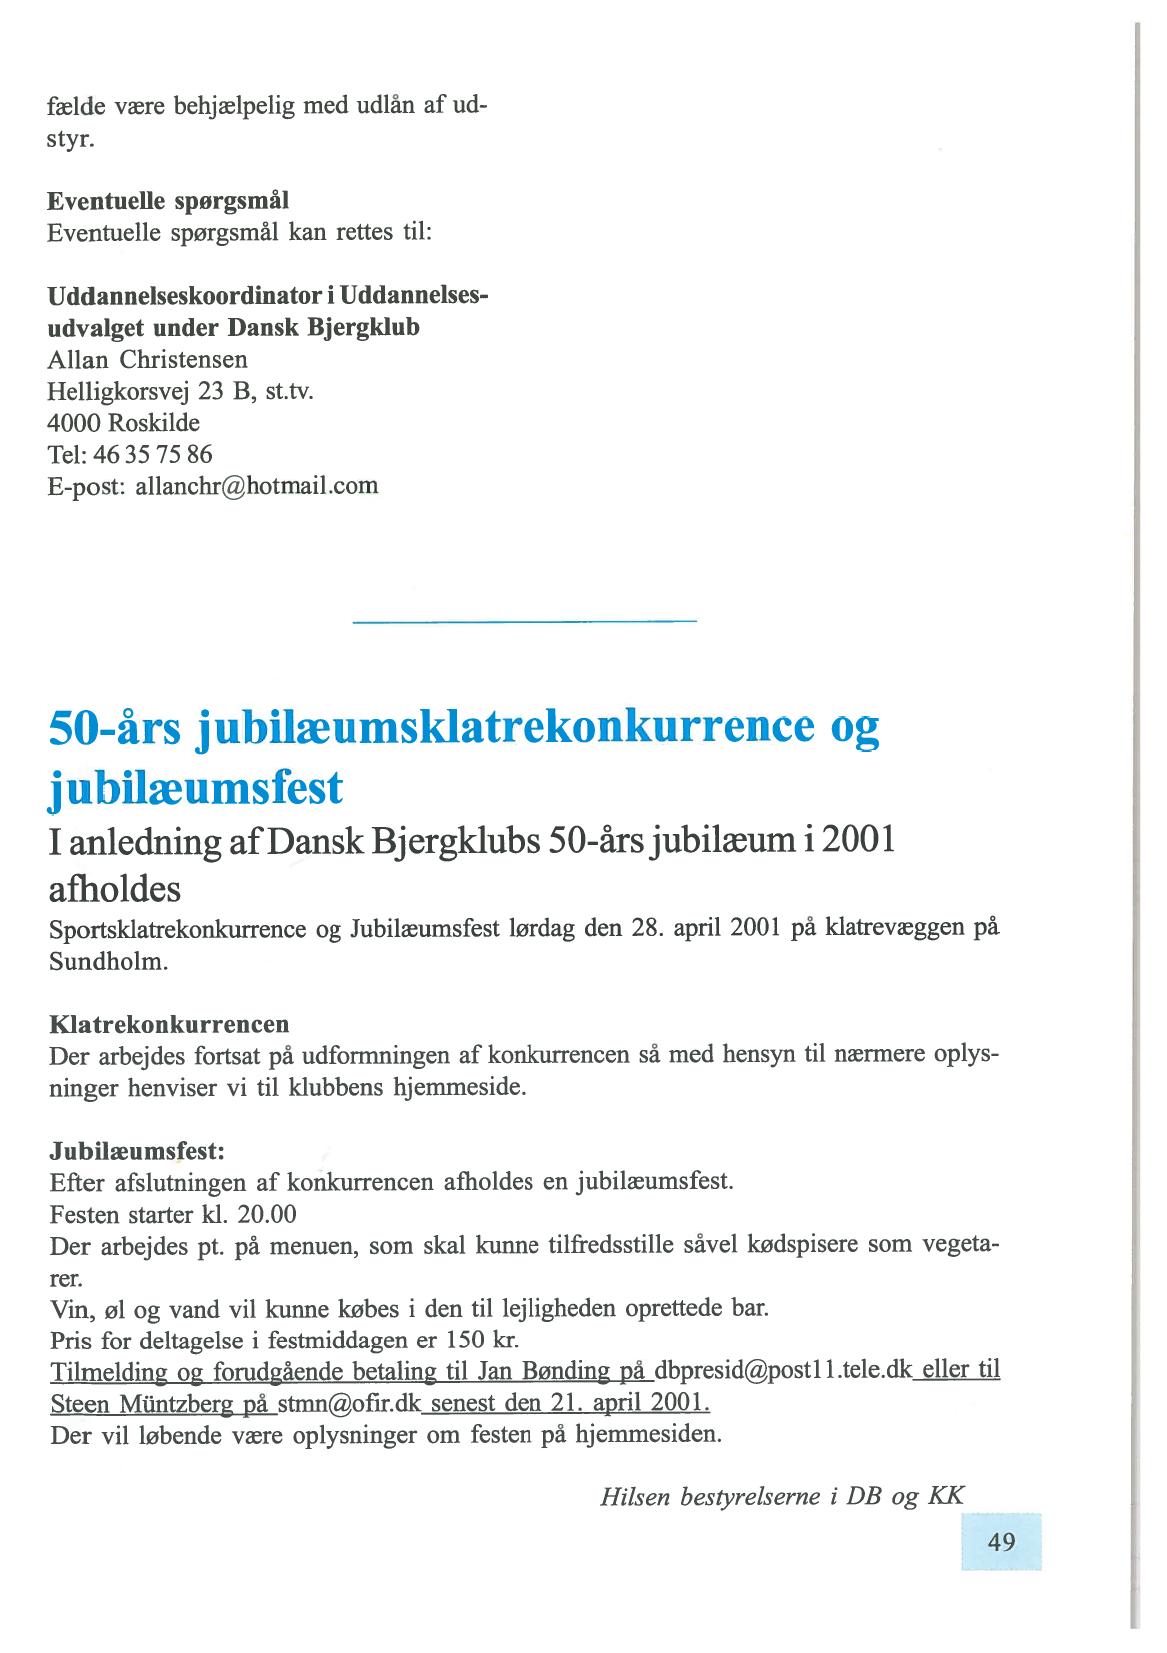 fælde være behjælpelig med udlån af ud-
styr.
Eventuelle spørgsmål
Eventuelle spørgsmål kan rettes til:
Uddannelseskoordinator i Uddannelses-
udvalget under Dansk Bjergklub
Allan Christensen
Helligkorsvej 23 B, st.tv.
4000 Roskilde
Tel: 46 35 75 86
E-post: allanchr@hotmail.com
50-års jubilæumsklatrekonkurrence og
jubilæumsfest
I anledning af Dansk Bjergklubs 50-års jubilæum i 2001
afholdes
Sportsklatrekonkurrence og Jubilæumsfest lørdag den 28. april 2001 på klatrevæggen på
Sundholm.
Klatrekonkurrencen
Der arbejdes fortsat på udformningen af konkurrencen så med hensyn til nærmere oplys-
ninger henviser vi til klubbens hjemmeside.
Jubilæumsfest:
Efter afslutningen af konkurrencen afholdes en jubilæumsfest.
Festen starter kl. 20.00
Der arbejdes pt. på menuen, som skal kunne tilfredsstille såvel kødspisere som vegeta-
rer.
Vin, øl og vand vil kunne købes i den til lejligheden oprettede bar.
Pris for deltagelse i festmiddagen er 150 kr.
Tilmelding og forudgående betaling til Jan Bønding på dbpresid@post11.tele.dk eller til
Steen Müntzberg på stmn@ofir.dk senest den 21. april 2001.
Der vil løbende være oplysninger om festen på hjemmesiden.
Hilsen bestyrelserne i DB og KK
49